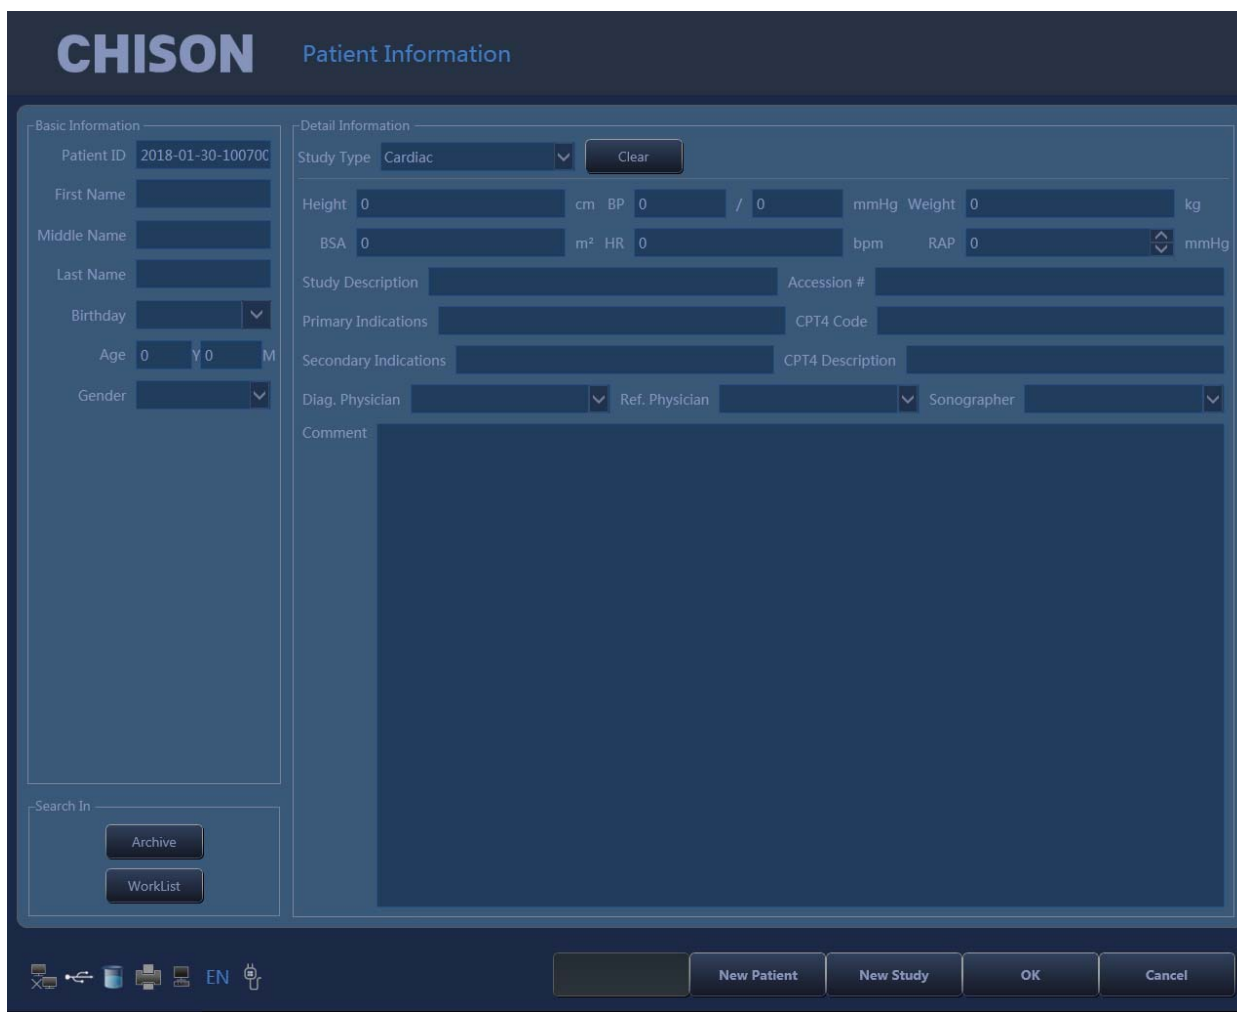 CHISON Patient Information
Basic Information
Patient ID 2018-01-30-10070
First Name
Middle Name
Last Name
Birthday
Age 0 Y 0 M
Gender
Search In
Archive
WorkList
Detail Information
Study Type Cardiac Clear
Height 0 cm BP 0 / 0 mmHg Weight 0 kg
BSA 0 m² HR 0 bpm RAP 0 mmHg
Study Description Accession #
Primary Indications CPT4 Code
Secondary Indications CPT4 Description
Diag. Physician Ref. Physician Sonographer
Comment
EN New Patient New Study OK Cancel